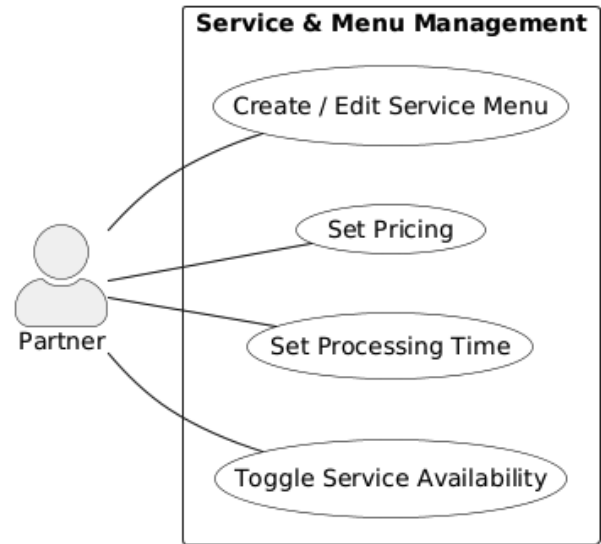 Service & Menu Management
Create / Edit Service Menu
Set Pricing
Partner
Set Processing Time
Toggle Service Availability